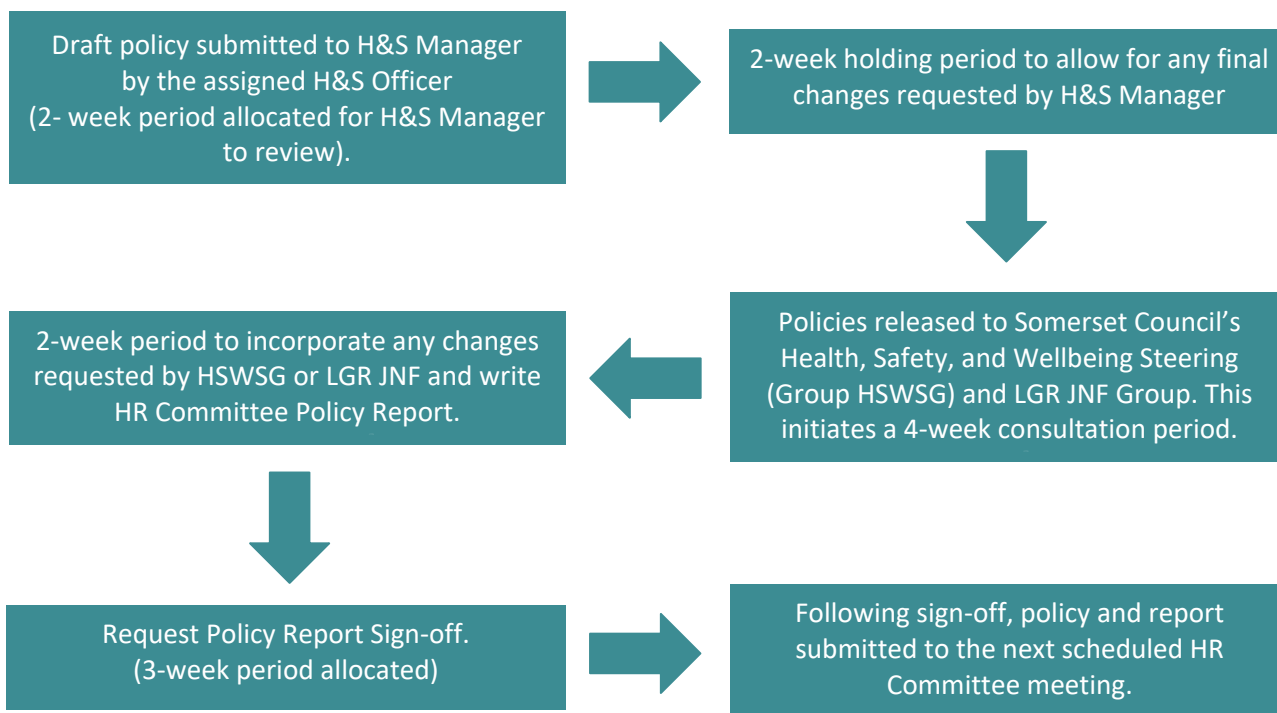 Draft policy submitted to H&S Manager
by the assigned H&S Officer
(2- week period allocated for H&S Manager
to review).
2-week holding period to allow for any final
changes requested by H&S Manager
Policies released to Somerset Council’s
Health, Safety, and Wellbeing Steering
(Group HSWSG) and LGR JNF Group. This
initiates a 4-week consultation period.
2-week period to incorporate any changes
requested by HSWSG or LGR JNF and write
HR Committee Policy Report.
Request Policy Report Sign-off.
(3-week period allocated)
Following sign-off, policy and report
submitted to the next scheduled HR
Committee meeting.